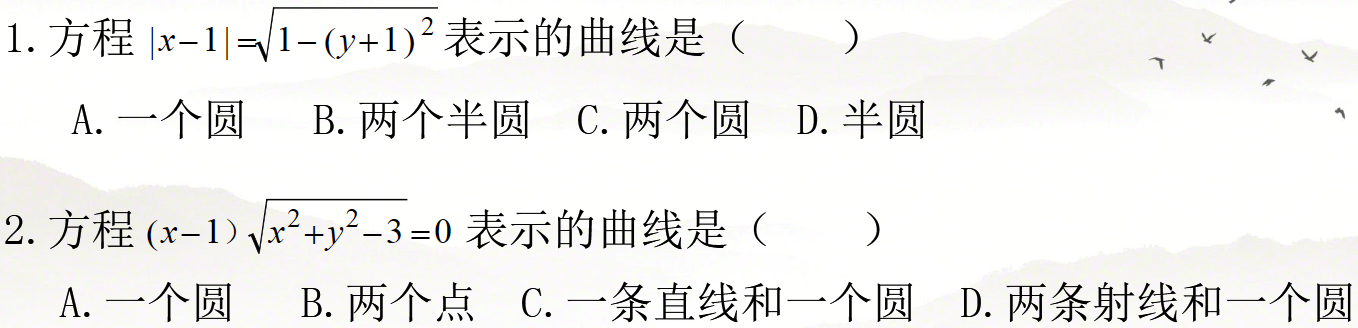 1.方程 |x-1|=√(1-(y+1)²) 表示的曲线是（　　）
A.一个圆　B.两个半圆　C.两个圆　D.半圆
2.方程 (x-1)√(x²+y²-3)=0 表示的曲线是（　　）
A.一个圆　B.两个点　C.一条直线和一个圆　D.两条射线和一个圆